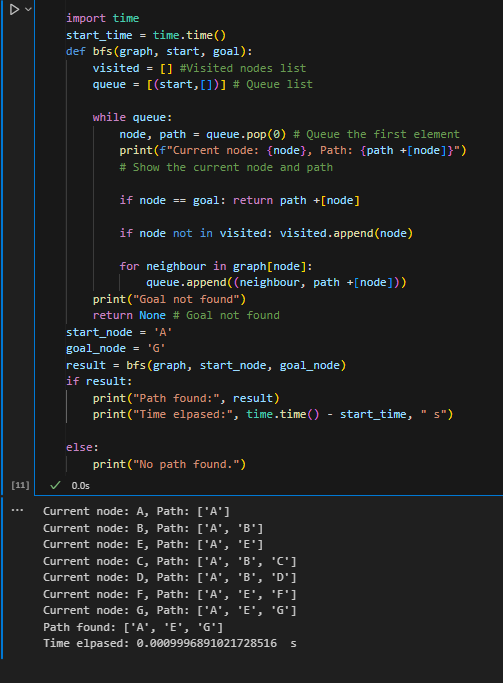 import time
start_time = time.time()
def bfs(graph, start, goal):
    visited = [] #Visited nodes list
    queue = [(start,[])] # Queue list

    while queue:
        node, path = queue.pop(0) # Queue the first element
        print(f"Current node: {node}, Path: {path +[node]}")
        # Show the current node and path

        if node == goal: return path +[node]

        if node not in visited: visited.append(node)

        for neighbour in graph[node]:
            queue.append((neighbour, path +[node]))
    print("Goal not found")
    return None # Goal not found
start_node = 'A'
goal_node = 'G'
result = bfs(graph, start_node, goal_node)
if result:
    print("Path found:", result)
    print("Time elpased:", time.time() - start_time, " s")

else:
    print("No path found.")
[11] ✓ 0.0s
... Current node: A, Path: ['A']
Current node: B, Path: ['A', 'B']
Current node: E, Path: ['A', 'E']
Current node: C, Path: ['A', 'B', 'C']
Current node: D, Path: ['A', 'B', 'D']
Current node: F, Path: ['A', 'E', 'F']
Current node: G, Path: ['A', 'E', 'G']
Path found: ['A', 'E', 'G']
Time elpased: 0.0009996891021728516  s